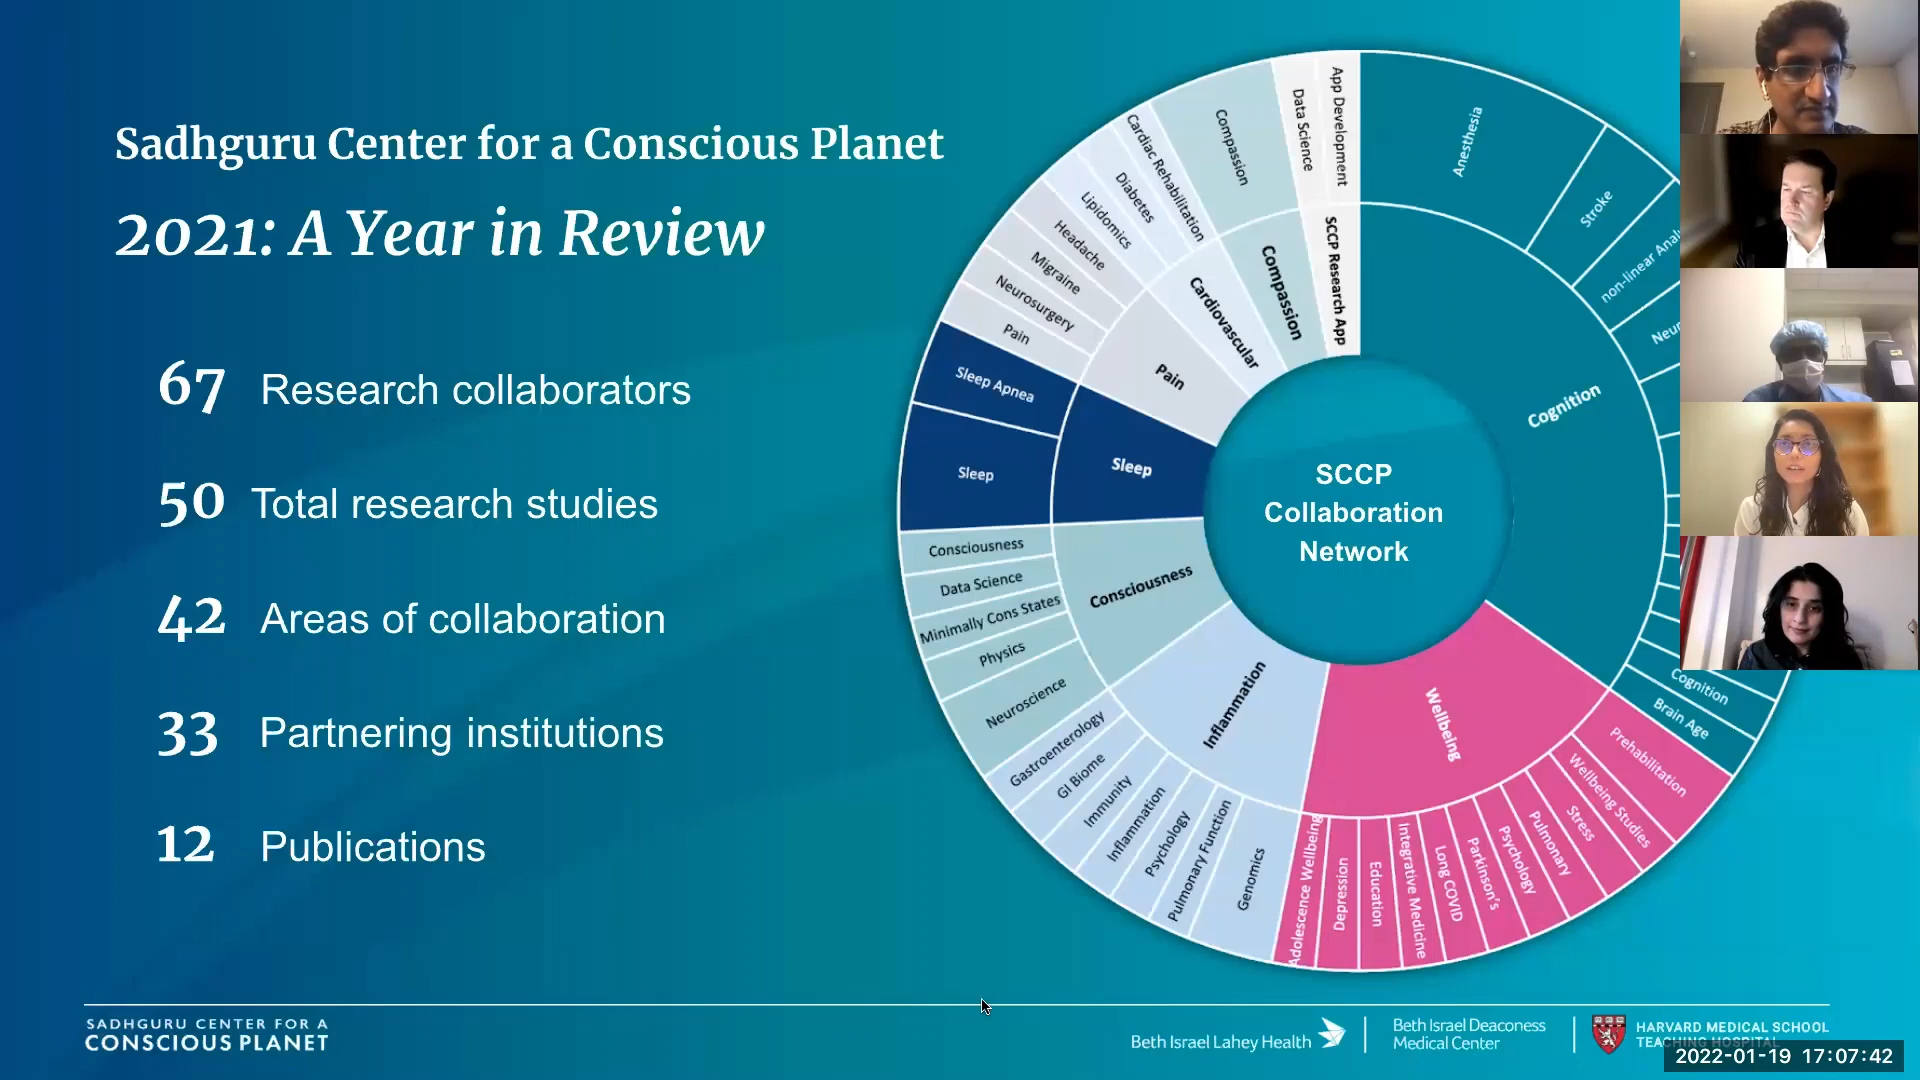 Sadhguru Center for a Conscious Planet
2021: A Year in Review
67 Research collaborators
50 Total research studies
42 Areas of collaboration
33 Partnering institutions
12 Publications
SCCP
Collaboration
Network
SCCP Research App
App Development
Data Science
Cognition
Anesthesia
Stroke
non-linear
Cognition
Brain Age
Wellbeing
Prehabilitation
Wellbeing Studies
Stress
Pulmonary
Psychology
Parkinson's
Long COVID
Integrative Medicine
Education
Depression
Adolescence Wellbeing
Inflammation
Genomics
Pulmonary Function
Psychology
Inflammation
Immunity
GI Biome
Gastroenterology
Consciousness
Neuroscience
Physics
Minimally Cons States
Data Science
Consciousness
Sleep
Sleep
Sleep Apnea
Pain
Pain
Neurosurgery
Migraine
Headache
Cardiovascular
Lipidomics
Diabetes
Cardiac Rehabilitation
Compassion
Compassion
SADHGURU CENTER FOR A
CONSCIOUS PLANET
Beth Israel Lahey Health
Beth Israel Deaconess
Medical Center
HARVARD MEDICAL SCHOOL
TEACHING HOSPITAL
2022-01-19 17:07:42